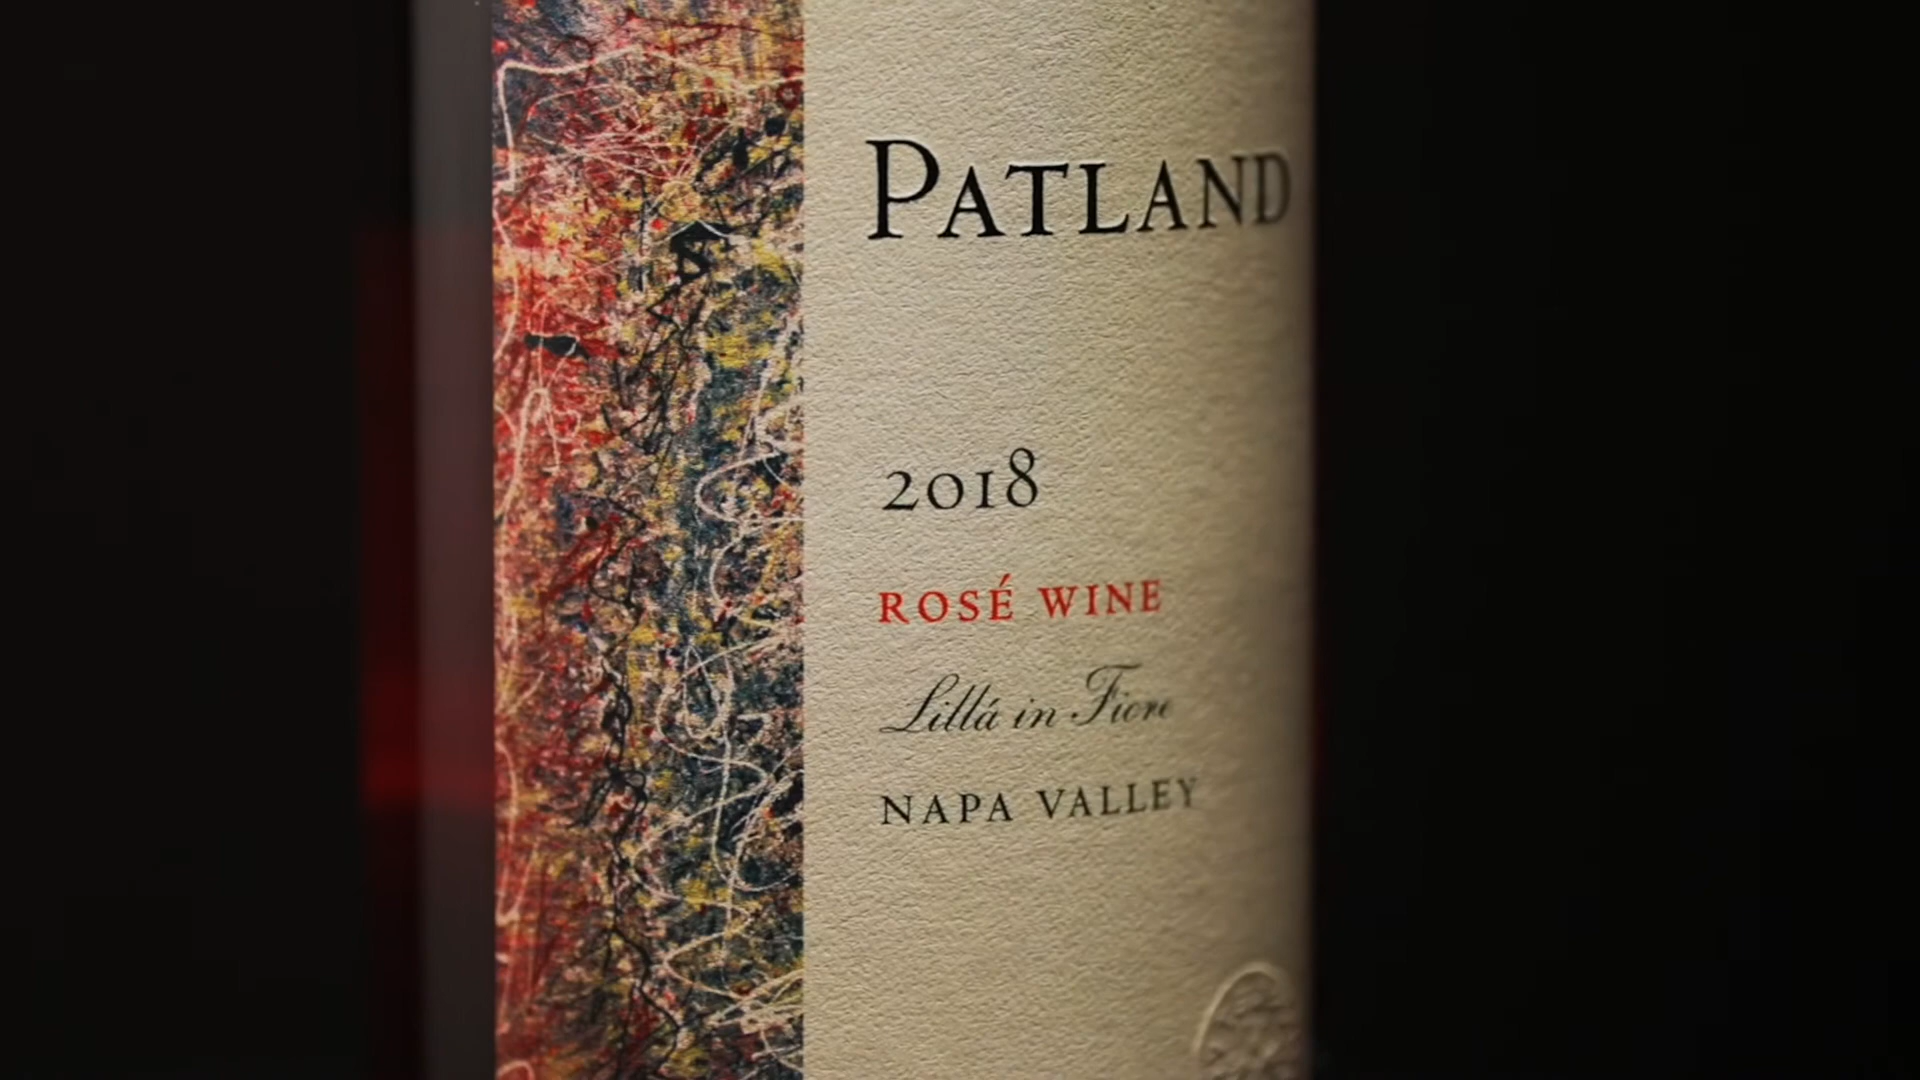 PATLAND
2018
ROSÉ WINE
Lillá in Fiore
NAPA VALLEY